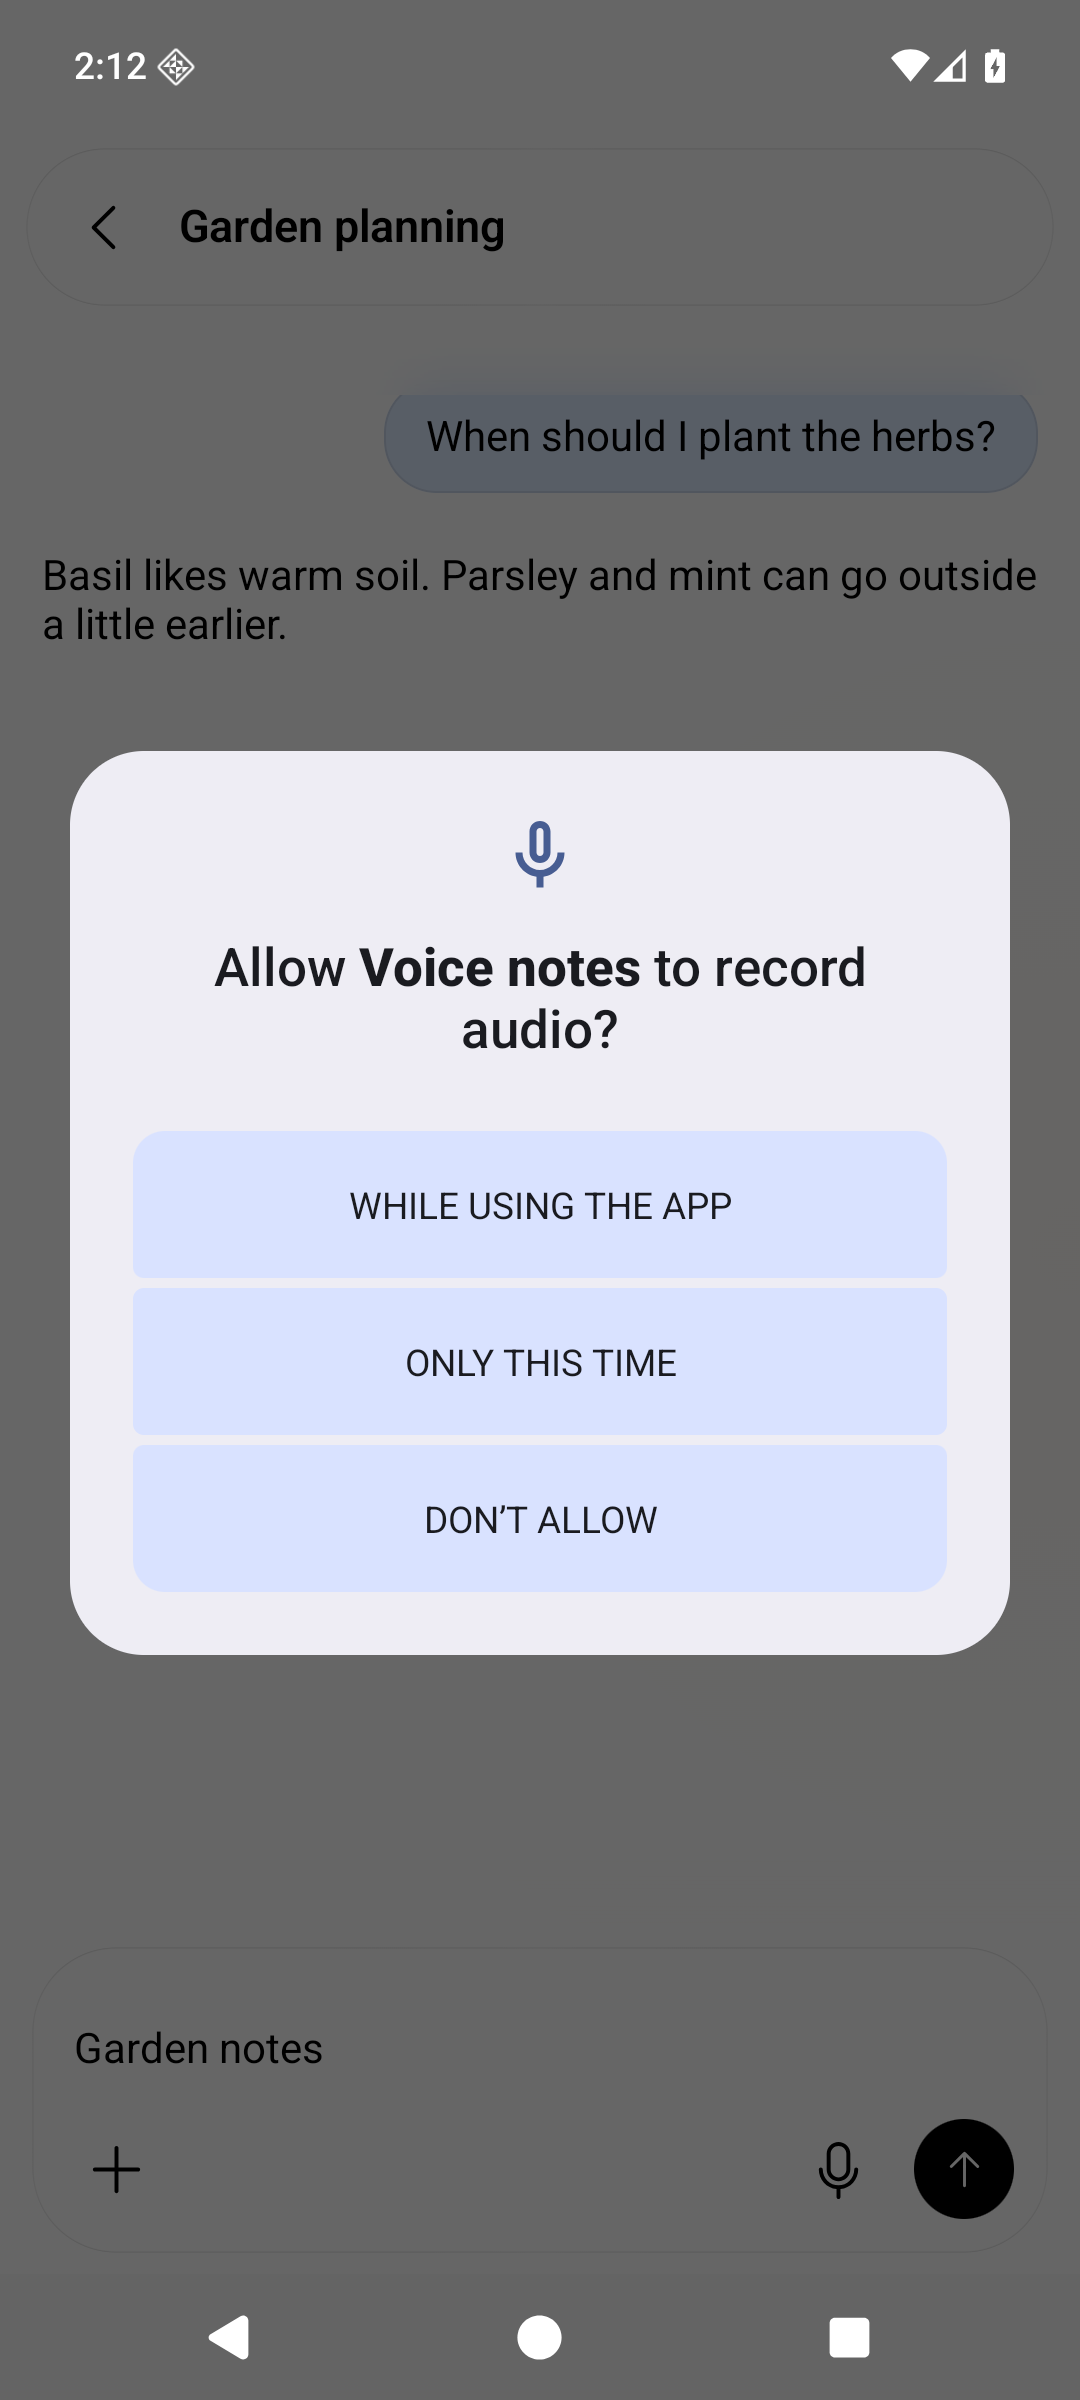 2:12
Garden planning
When should I plant the herbs?
Basil likes warm soil. Parsley and mint can go outside
a little earlier.
Allow Voice notes to record
audio?
WHILE USING THE APP
ONLY THIS TIME
DON’T ALLOW
Garden notes